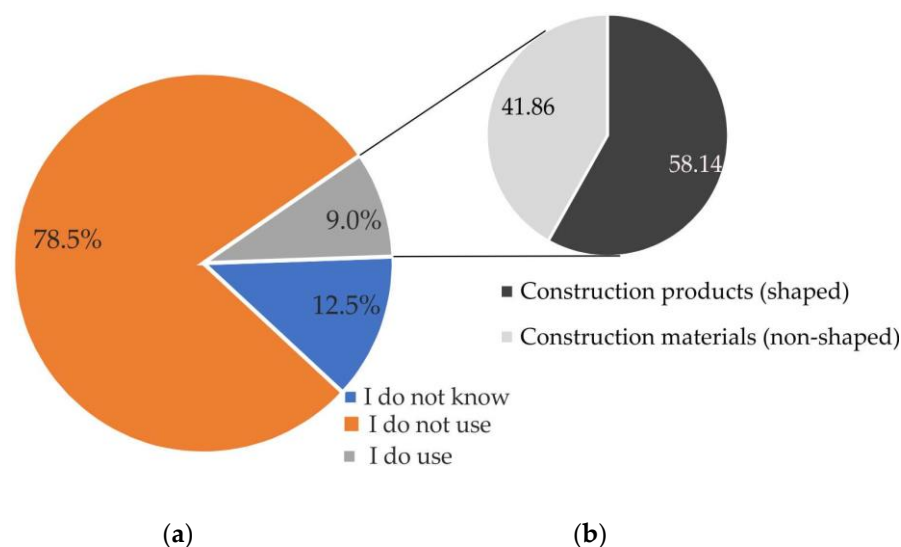 41.86
58.14
78.5%
9.0%
12.5%
Construction products (shaped)
Construction materials (non-shaped)
I do not know
I do not use
I do use
(a)
(b)